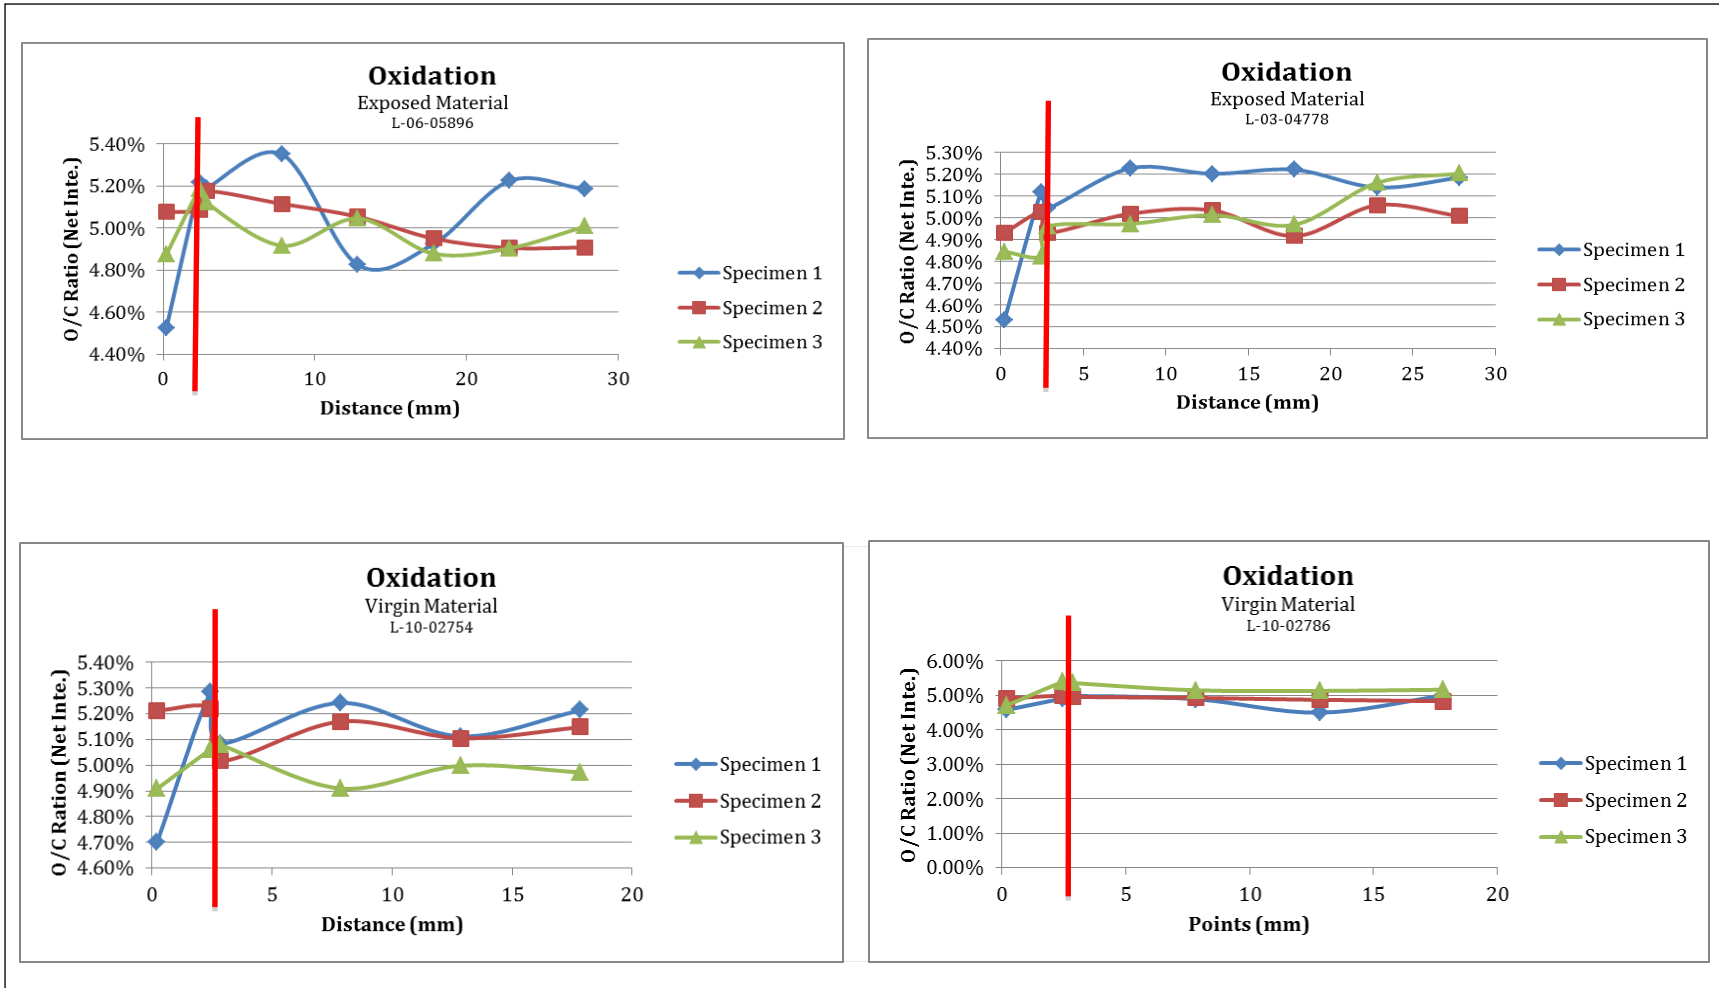 Oxidation
Exposed Material
L-06-05896
O/C Ratio (Net Inte.)
5.40%
5.20%
5.00%
4.80%
4.60%
4.40%
0 10 20 30
Distance (mm)
Specimen 1
Specimen 2
Specimen 3
Oxidation
Exposed Material
L-03-04778
O/C Ratio (Net Inte.)
5.30%
5.20%
5.10%
5.00%
4.90%
4.80%
4.70%
4.60%
4.50%
4.40%
0 5 10 15 20 25 30
Distance (mm)
Specimen 1
Specimen 2
Specimen 3
Oxidation
Virgin Material
L-10-02754
O/C Ration (Net Inte.)
5.40%
5.30%
5.20%
5.10%
5.00%
4.90%
4.80%
4.70%
4.60%
0 5 10 15 20
Distance (mm)
Specimen 1
Specimen 2
Specimen 3
Oxidation
Virgin Material
L-10-02786
O/C Ratio (Net Inte.)
6.00%
5.00%
4.00%
3.00%
2.00%
1.00%
0.00%
0 5 10 15 20
Points (mm)
Specimen 1
Specimen 2
Specimen 3